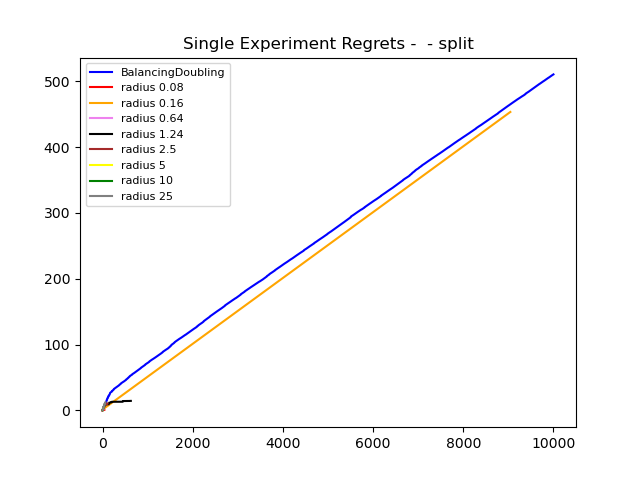 Single Experiment Regrets -  - split
BalancingDoubling
radius 0.08
radius 0.16
radius 0.64
radius 1.24
radius 2.5
radius 5
radius 10
radius 25
500
400
300
200
100
0
0 2000 4000 6000 8000 10000